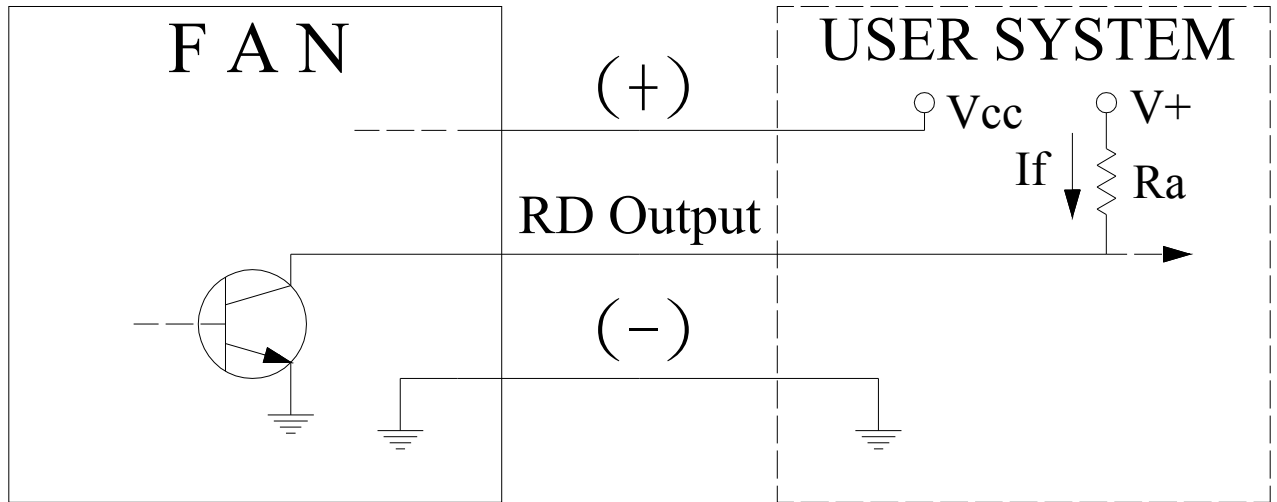 F A N
USER SYSTEM
(+)
Vcc
V+
If
Ra
RD Output
(-)